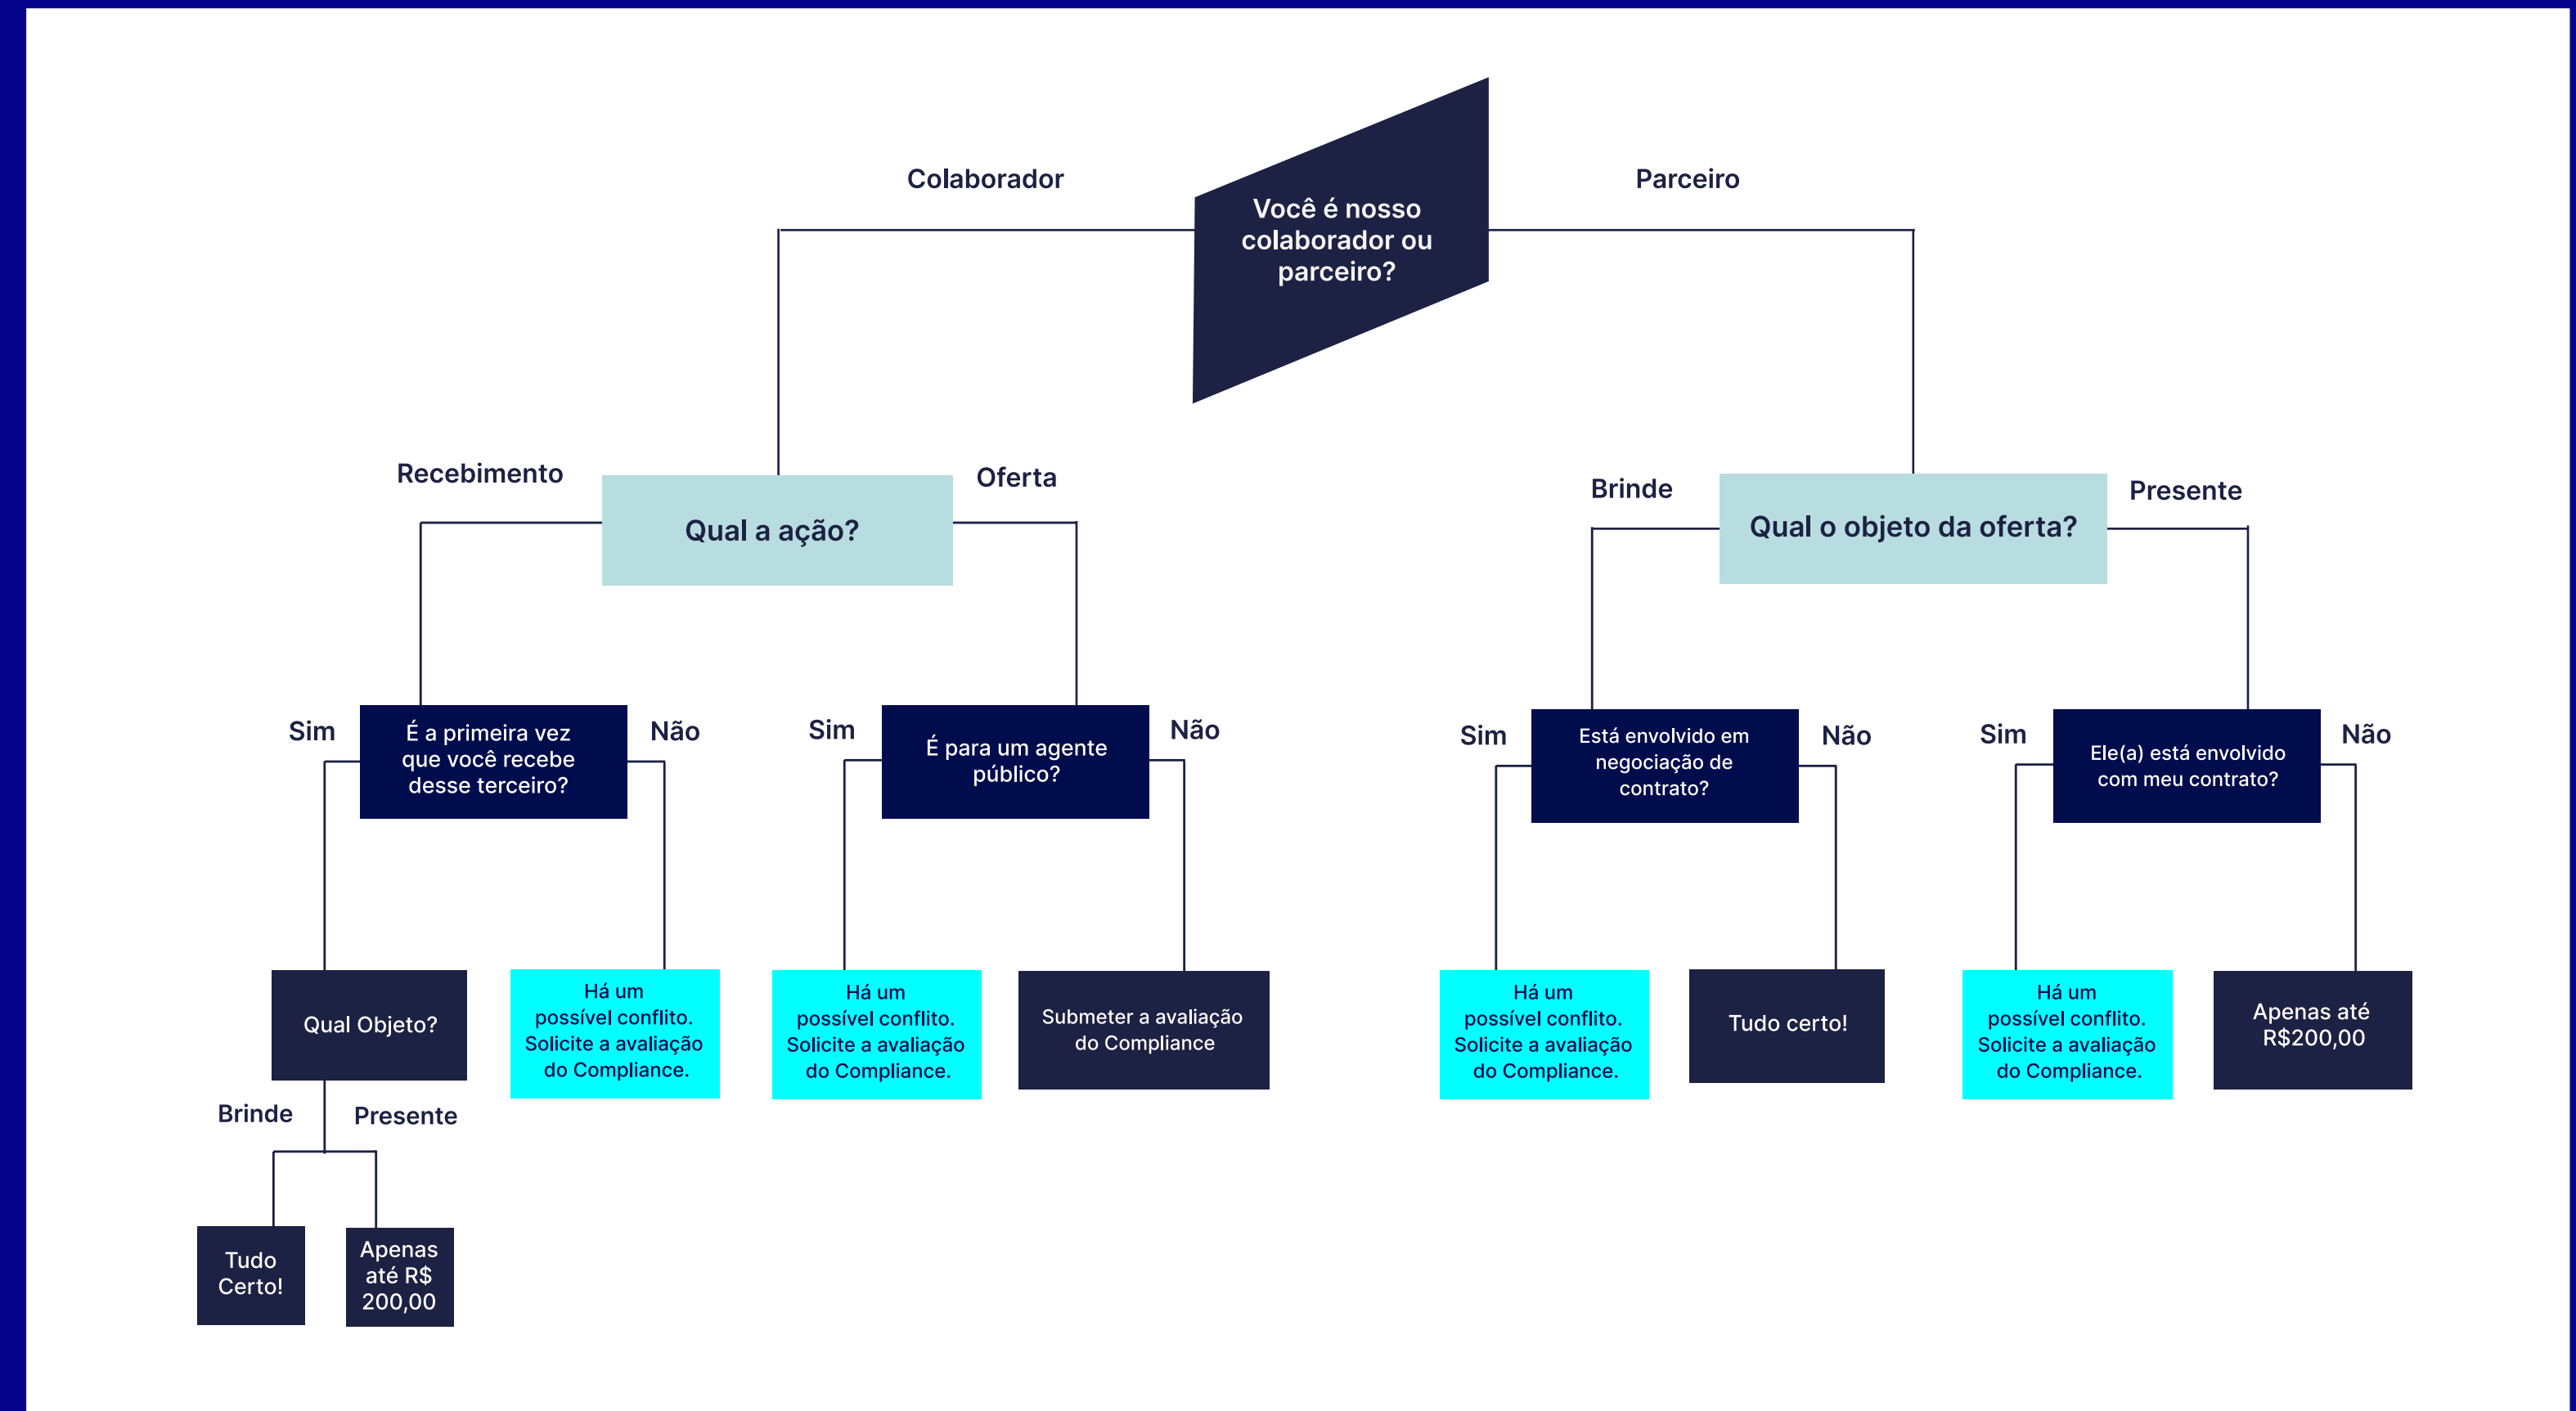 Você é nosso
colaborador ou
parceiro?
Colaborador
Parceiro
Qual a ação?
Recebimento
Oferta
Qual o objeto da oferta?
Brinde
Presente
É a primeira vez
que você recebe
desse terceiro?
Sim
Não
É para um agente
público?
Sim
Não
Está envolvido em
negociação de
contrato?
Sim
Não
Ele(a) está envolvido
com meu contrato?
Sim
Não
Qual Objeto?
Há um
possível conflito.
Solicite a avaliação
do Compliance.
Há um
possível conflito.
Solicite a avaliação
do Compliance.
Submeter a avaliação
do Compliance
Há um
possível conflito.
Solicite a avaliação
do Compliance.
Tudo certo!
Há um
possível conflito.
Solicite a avaliação
do Compliance.
Apenas até
R$200,00
Brinde
Presente
Tudo
Certo!
Apenas
até R$
200,00